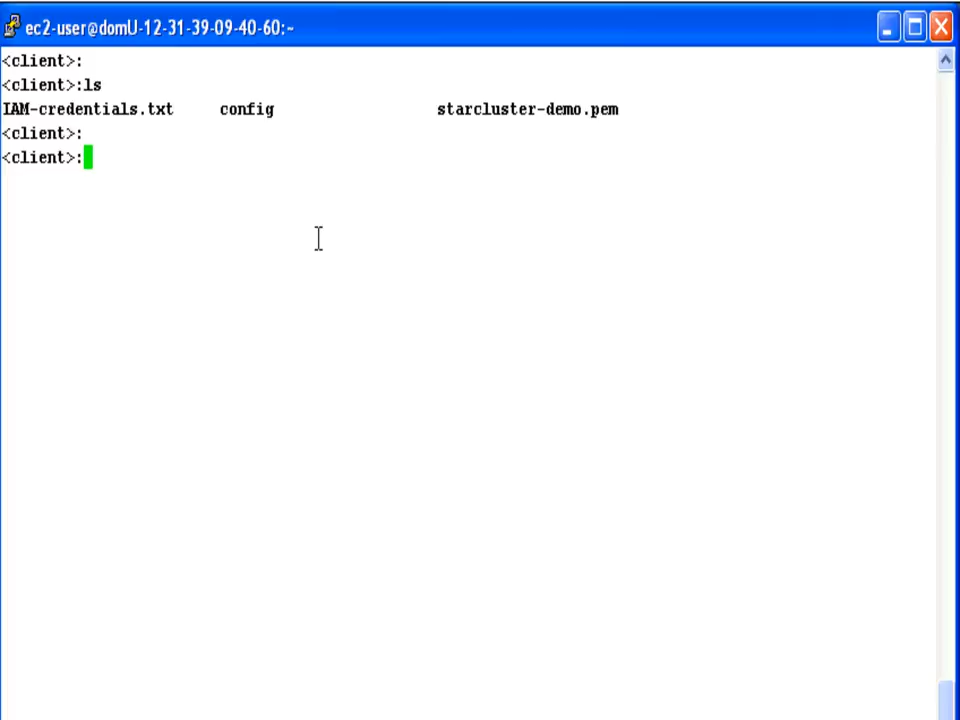 ec2-user@domU-12-31-39-09-40-60:~
<client>:
<client>:ls
IAM-credentials.txt config starcluster-demo.pem
<client>:
<client>: